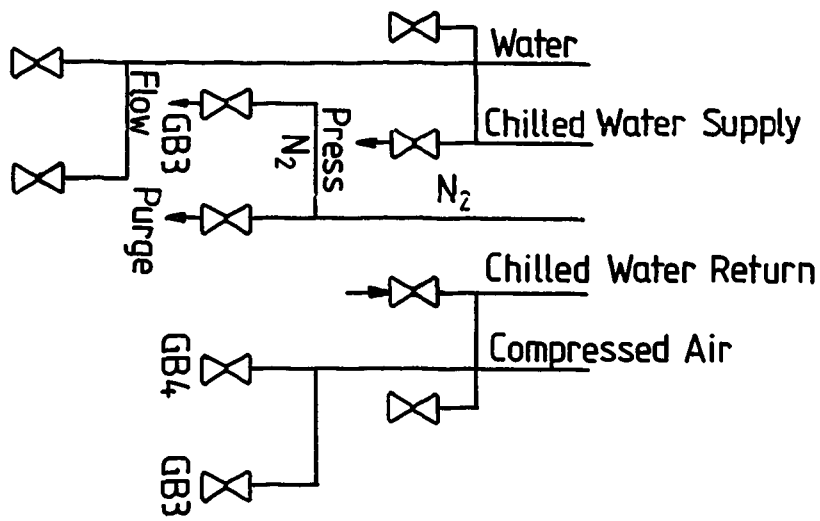 Water
Flow
GB3
Press
N₂
Chilled Water Supply
N₂
Purge
Chilled Water Return
GB4
Compressed Air
GB3